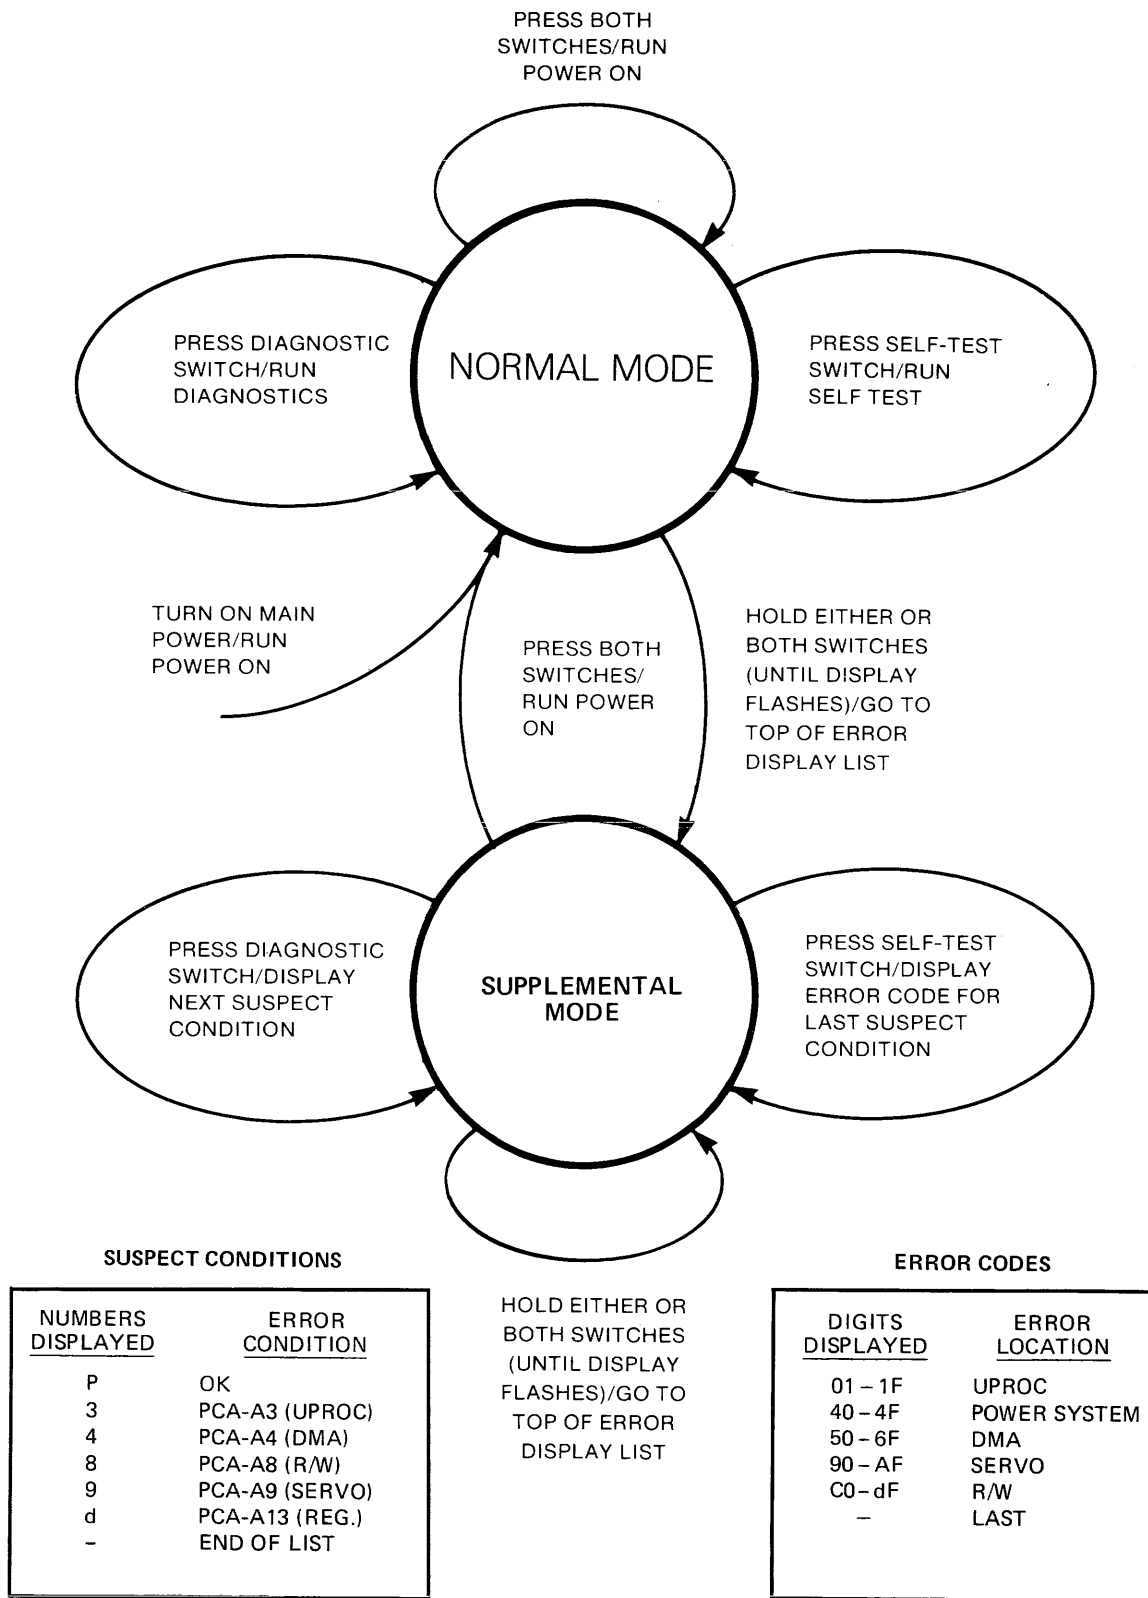 PRESS BOTH
SWITCHES/RUN
POWER ON
PRESS DIAGNOSTIC
SWITCH/RUN
DIAGNOSTICS
NORMAL MODE
PRESS SELF-TEST
SWITCH/RUN
SELF TEST
TURN ON MAIN
POWER/RUN
POWER ON
PRESS BOTH
SWITCHES/
RUN POWER
ON
HOLD EITHER OR
BOTH SWITCHES
(UNTIL DISPLAY
FLASHES)/GO TO
TOP OF ERROR
DISPLAY LIST
PRESS DIAGNOSTIC
SWITCH/DISPLAY
NEXT SUSPECT
CONDITION
SUPPLEMENTAL
MODE
PRESS SELF-TEST
SWITCH/DISPLAY
ERROR CODE FOR
LAST SUSPECT
CONDITION
HOLD EITHER OR
BOTH SWITCHES
(UNTIL DISPLAY
FLASHES)/GO TO
TOP OF ERROR
DISPLAY LIST
SUSPECT CONDITIONS
NUMBERS ERROR
DISPLAYED CONDITION
P OK
3 PCA-A3 (UPROC)
4 PCA-A4 (DMA)
8 PCA-A8 (R/W)
9 PCA-A9 (SERVO)
d PCA-A13 (REG.)
– END OF LIST
ERROR CODES
DIGITS ERROR
DISPLAYED LOCATION
01 – 1F UPROC
40 – 4F POWER SYSTEM
50 – 6F DMA
90 – AF SERVO
C0 – dF R/W
– LAST